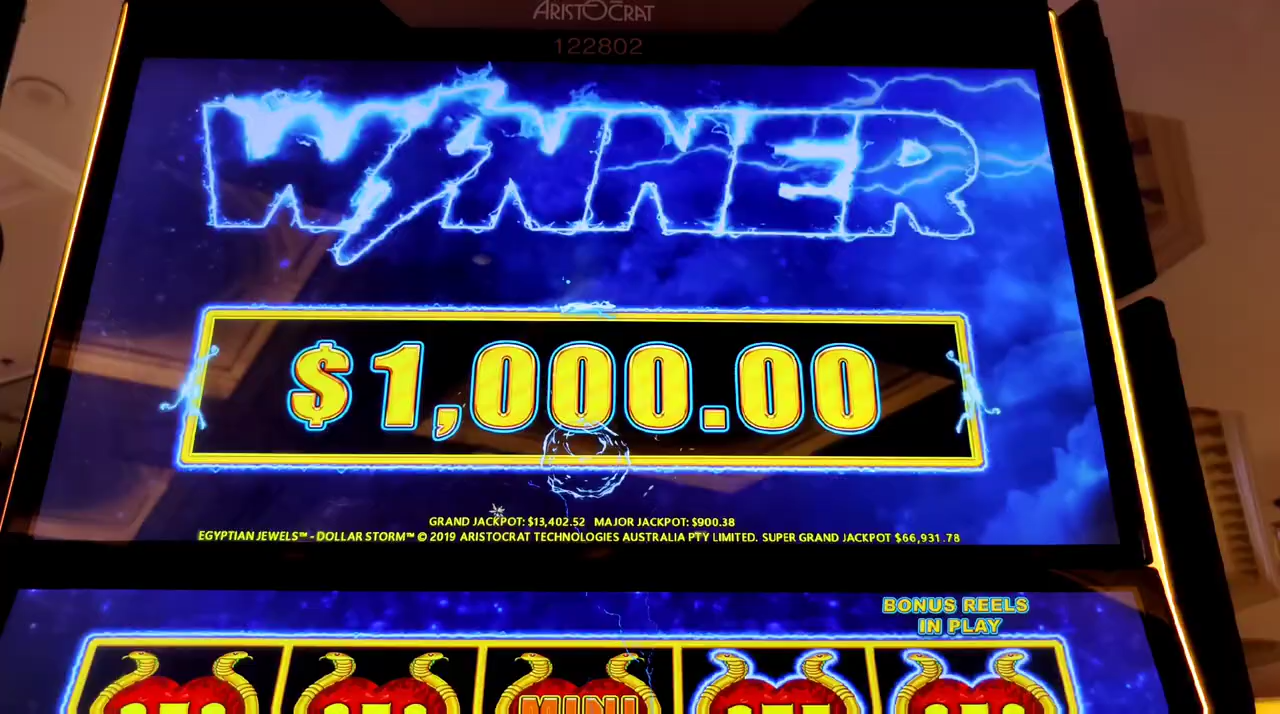 ARISTOCRAT
122802
WINNER
$1,000.00
GRAND JACKPOT: $13,402.52 MAJOR JACKPOT: $900.38
EGYPTIAN JEWELS™ - DOLLAR STORM™ © 2019 ARISTOCRAT TECHNOLOGIES AUSTRALIA PTY LIMITED. SUPER GRAND JACKPOT $66,931.78
BONUS REELS
IN PLAY
MINI